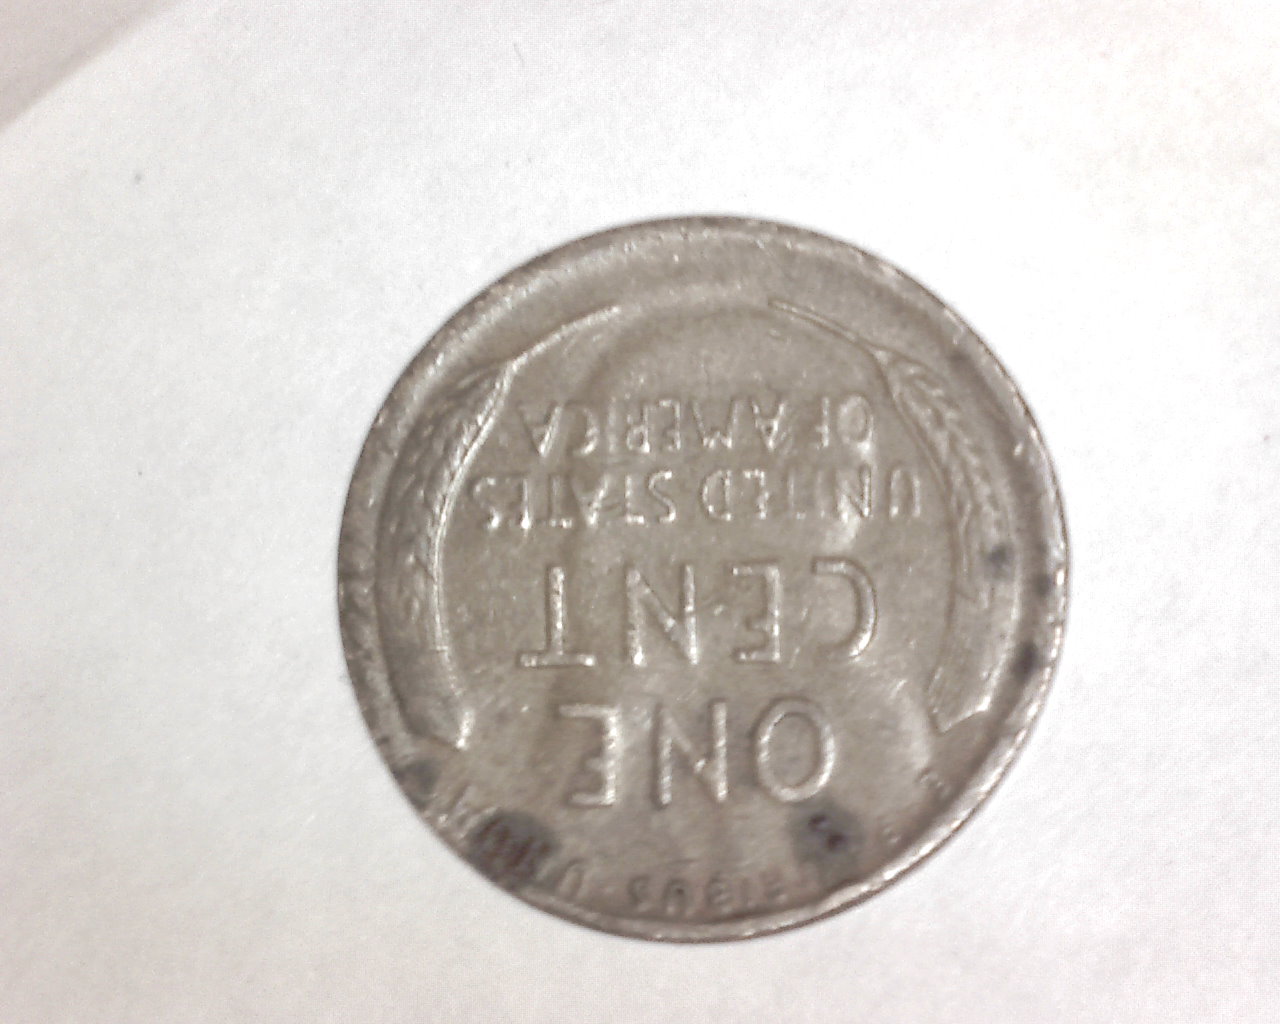 ONE
CENT
UNITED STATES
OF AMERICA